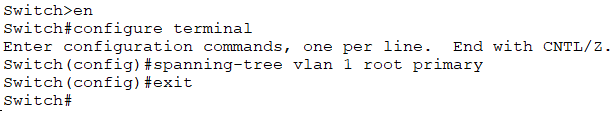 Switch>en
Switch#configure terminal
Enter configuration commands, one per line.  End with CNTL/Z.
Switch(config)#spanning-tree vlan 1 root primary
Switch(config)#exit
Switch#